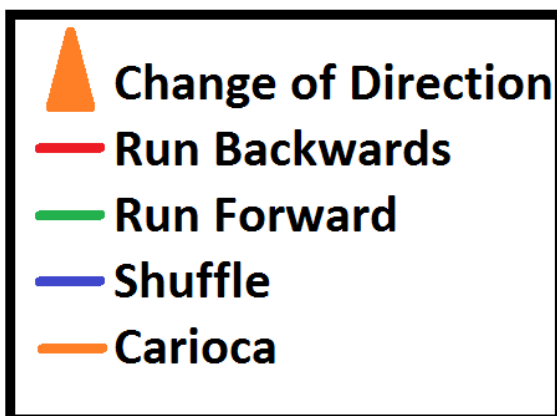 Change of Direction
Run Backwards
Run Forward
Shuffle
Carioca